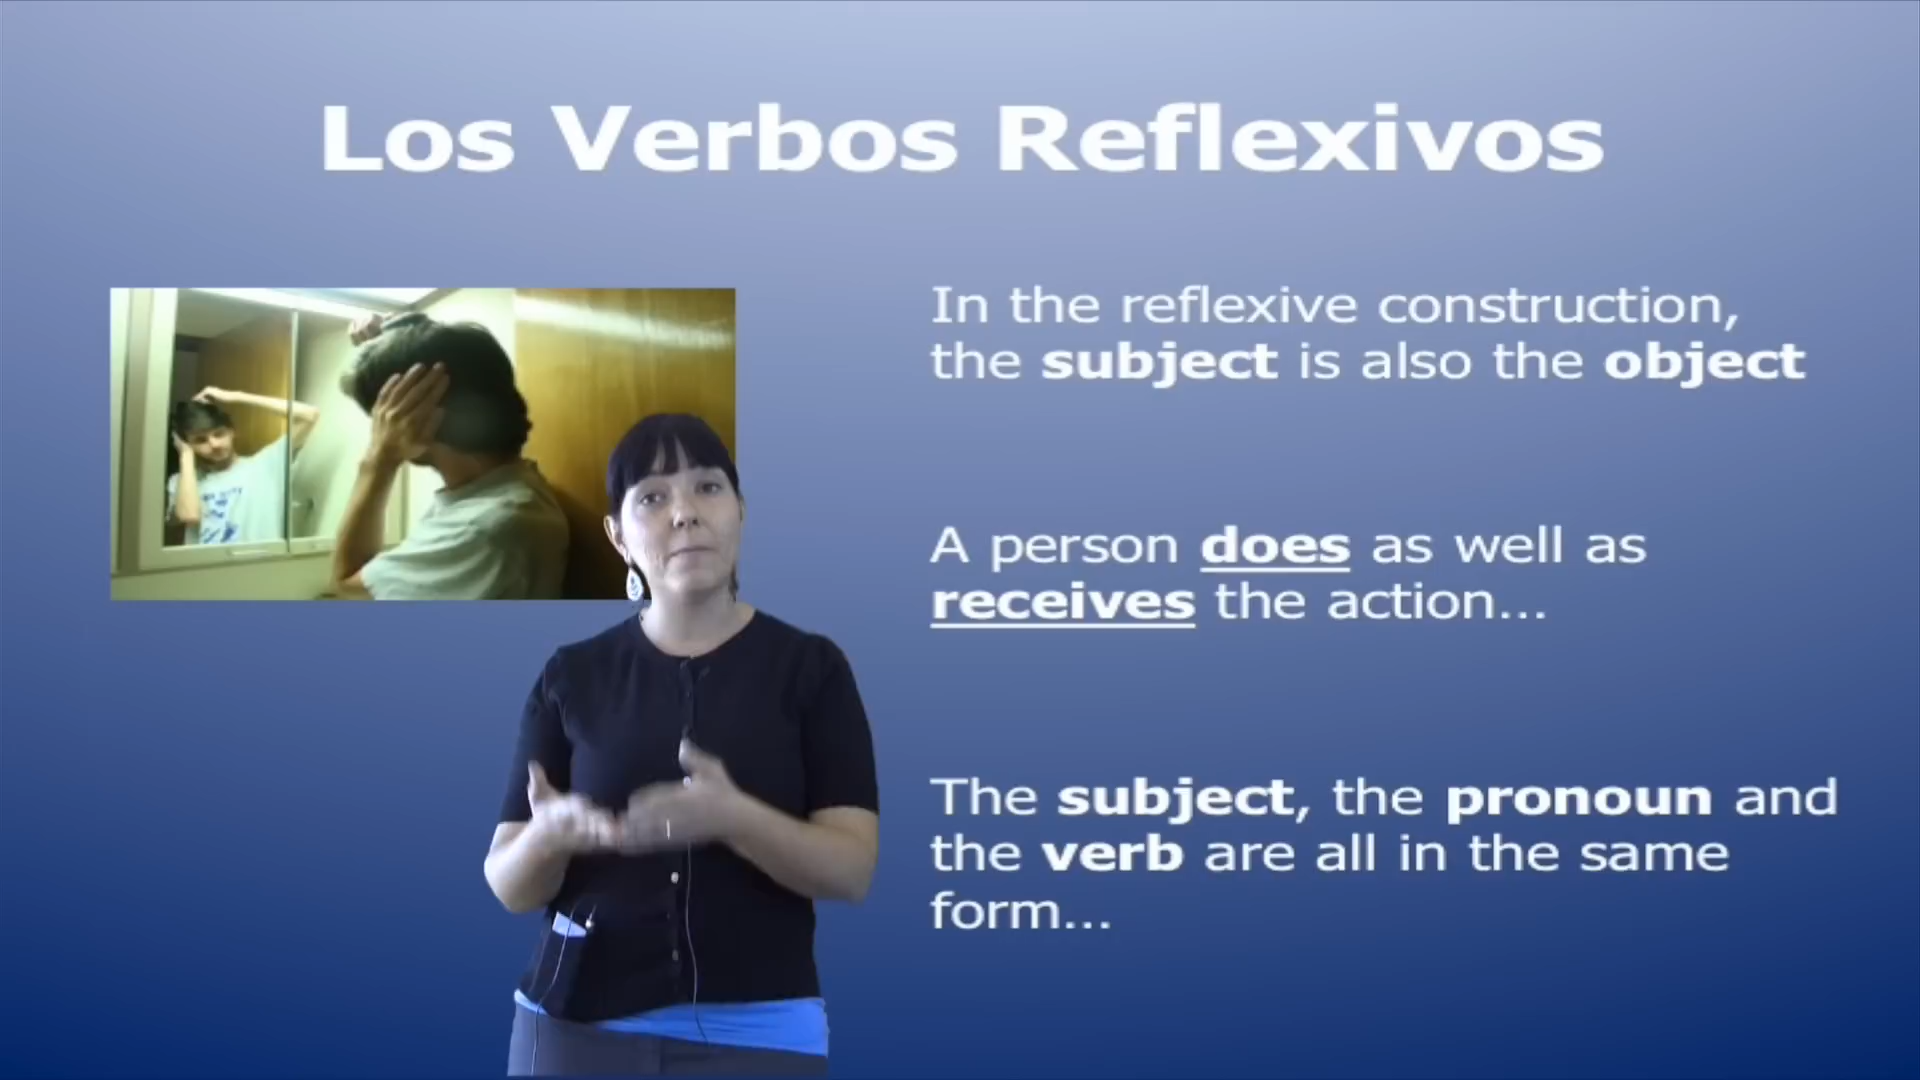 Los Verbos Reflexivos
In the reflexive construction,
the subject is also the object
A person does as well as
receives the action...
The subject, the pronoun and
the verb are all in the same
form...